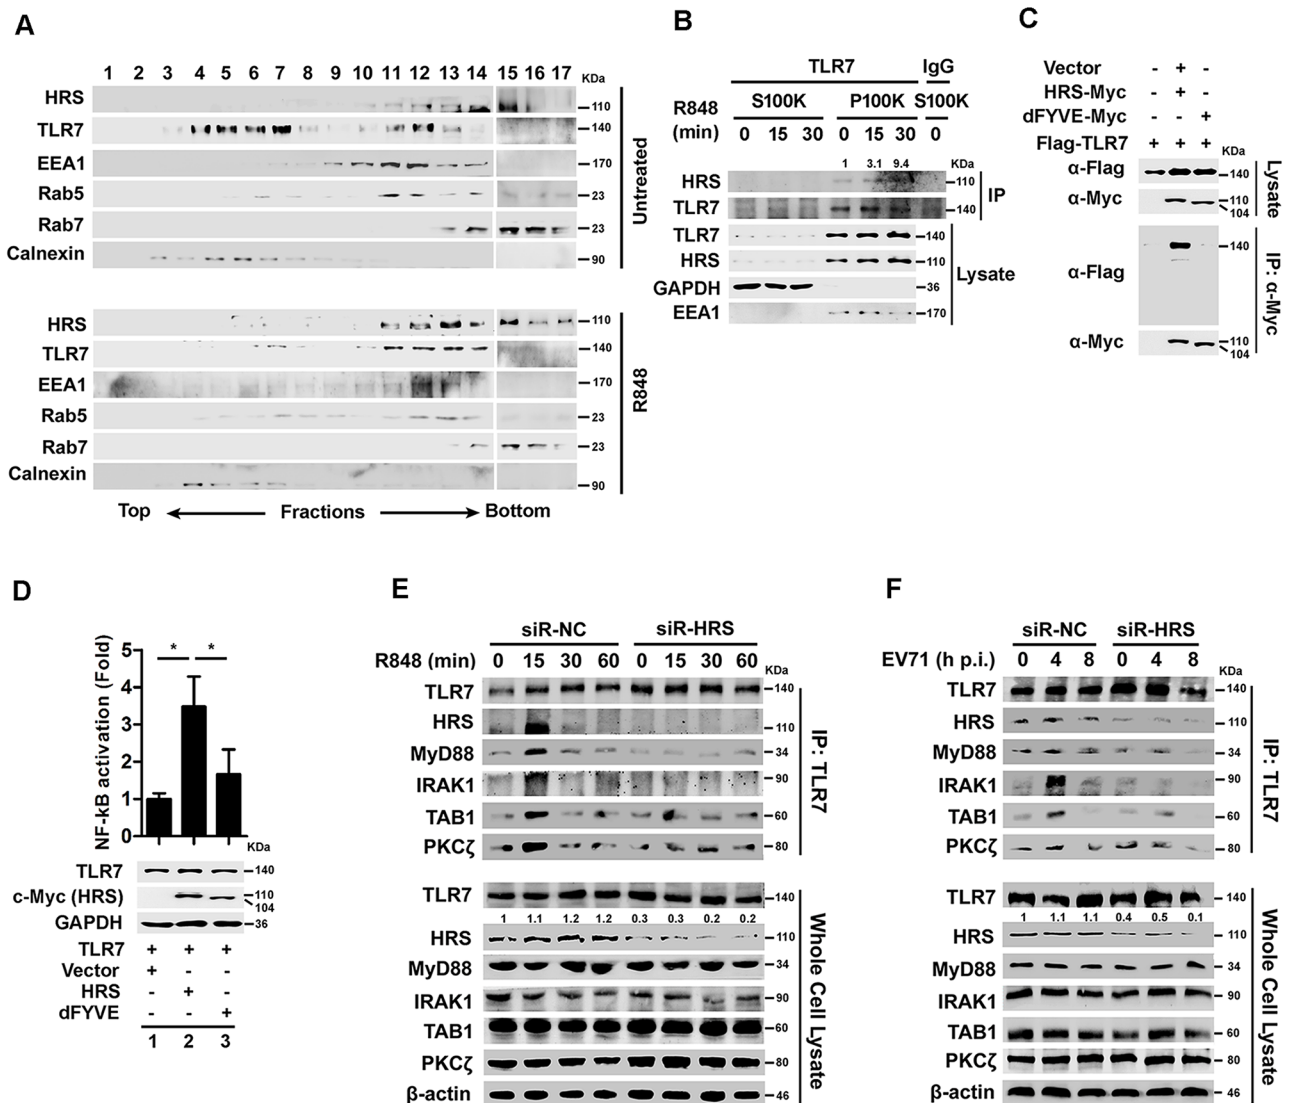 A
1 2 3 4 5 6 7 8 9 10 11 12 13 14 15 16 17 KDa
HRS 110
TLR7 140
EEA1 170
Rab5 23
Rab7 23
Calnexin 90
Untreated
HRS 110
TLR7 140
EEA1 170
Rab5 23
Rab7 23
Calnexin 90
R848
Top Fractions Bottom
B
TLR7 IgG
R848 S100K P100K S100K
(min) 0 15 30 0 15 30 0
1 3.1 9.4 KDa
HRS 110
TLR7 140
IP
TLR7 140
HRS 110
GAPDH 36
EEA1 170
Lysate
C
Vector - + -
HRS-Myc - + -
dFYVE-Myc - - +
Flag-TLR7 + + +
KDa
α-Flag 140
α-Myc 110
104
Lysate
α-Flag 140
α-Myc 110
104
IP: α-Myc
D
NF-kB activation (Fold)
5
4
3
2
1
0
* *
KDa
TLR7 140
c-Myc (HRS) 110
104
GAPDH 36
TLR7 + + +
Vector + - -
HRS - + -
dFYVE - - +
1 2 3
E
siR-NC siR-HRS
R848 (min) 0 15 30 60 0 15 30 60
KDa
TLR7 140
HRS 110
MyD88 34
IRAK1 90
TAB1 60
PKCζ 80
IP: TLR7
TLR7 140
1 1.1 1.2 1.2 0.3 0.3 0.2 0.2
HRS 110
MyD88 34
IRAK1 90
TAB1 60
PKCζ 80
β-actin 46
Whole Cell Lysate
F
siR-NC siR-HRS
EV71 (h p.i.) 0 4 8 0 4 8
KDa
TLR7 140
HRS 110
MyD88 34
IRAK1 90
TAB1 60
PKCζ 80
IP: TLR7
TLR7 140
1 1.1 1.1 0.4 0.5 0.1
HRS 110
MyD88 34
IRAK1 90
TAB1 60
PKCζ 80
β-actin 46
Whole Cell Lysate